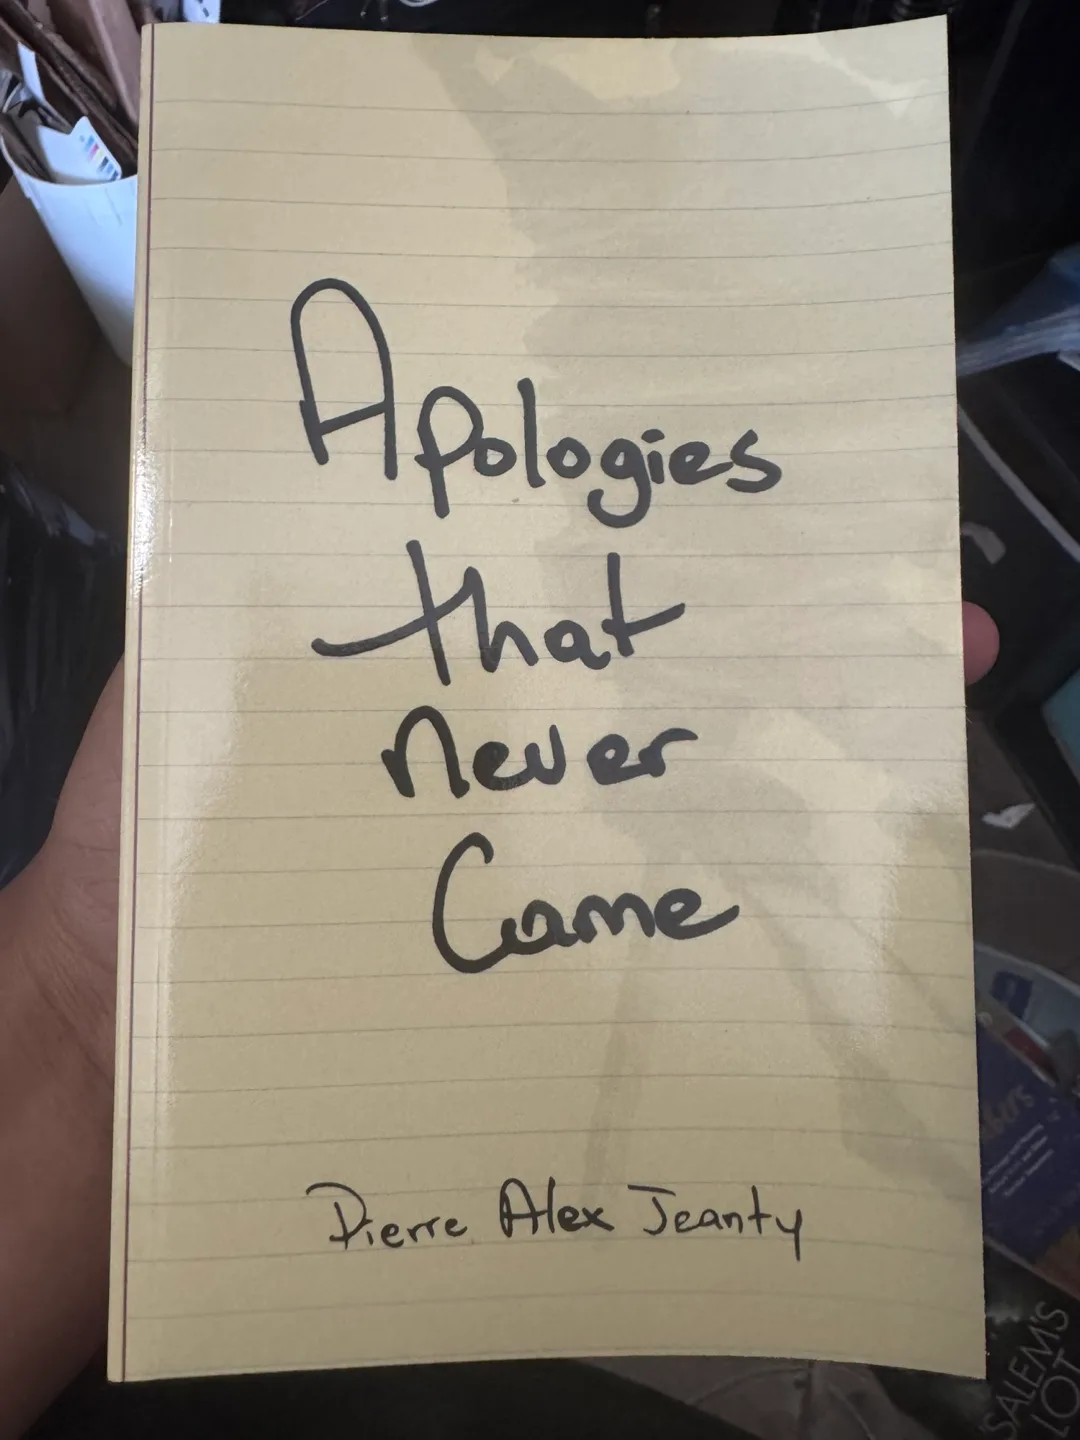 Apologies
that
never
Came
Pierre Alex Jeanty
SALEM'S
LOT